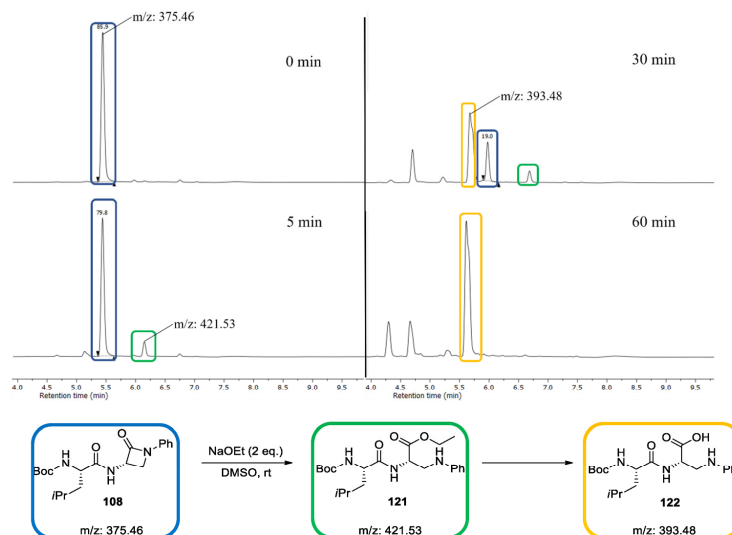 m/z: 375.46
85.9
0 min
30 min
m/z: 393.48
19.0
5 min
60 min
79.8
m/z: 421.53
4.0 4.5 5.0 5.5 6.0 6.5 7.0 7.5 8.0 8.5 9.0 9.5
Retention time (min)
4.0 4.5 5.0 5.5 6.0 6.5 7.0 7.5 8.0 8.5 9.0 9.5
Retention time (min)
O
Ph
N
O
H
N
Boc
N
H
iPr
108
m/z: 375.46
NaOEt (2 eq.)
DMSO, rt
O
O
O
H
N
Boc
N
H
N
H
Ph
iPr
121
m/z: 421.53
O
OH
O
H
N
Boc
N
H
N
H
iPr
122
m/z: 393.48